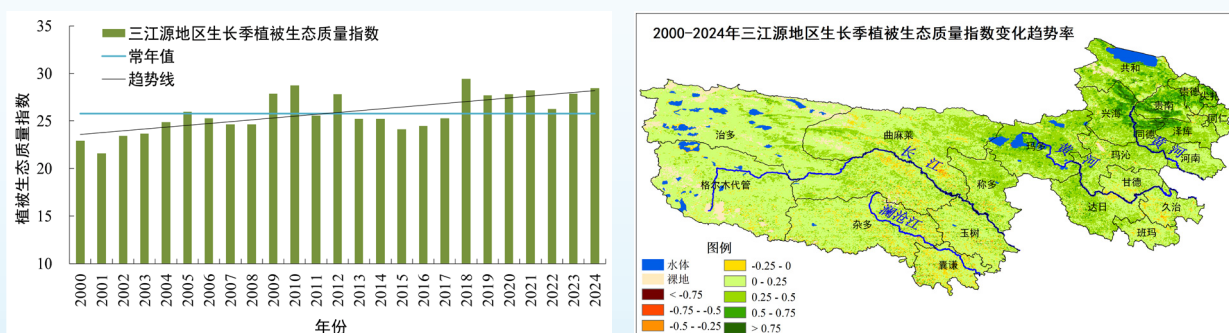 35
30
25
20
15
10
植被生态质量指数
三江源地区生长季植被生态质量指数
常年值
趋势线
2000
2001
2002
2003
2004
2005
2006
2007
2008
2009
2010
2011
2012
2013
2014
2015
2016
2017
2018
2019
2020
2021
2022
2023
2024
年份
2000-2024年三江源地区生长季植被生态质量指数变化趋势率
共和
贵德
尖扎
贵南
同仁
兴海
同德
泽库
治多
曲麻莱
玛多
黄河
玛沁
黄河
河南
长江
格尔木代管
称多
甘德
杂多
澜沧江
玉树
达日
久治
班玛
囊谦
图例
水体
裸地
< -0.75
-0.75 - -0.5
-0.5 - -0.25
-0.25 - 0
0 - 0.25
0.25 - 0.5
0.5 - 0.75
> 0.75